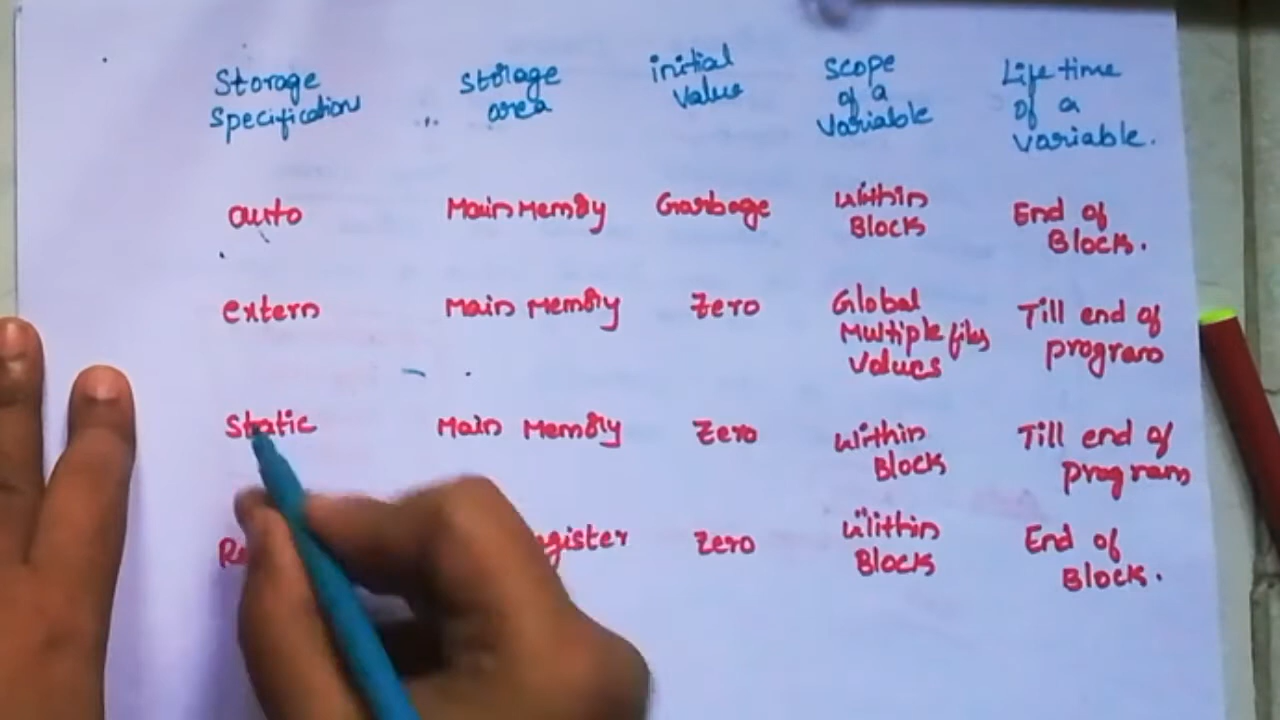 Storage Specification
Storage area
initial value
Scope of a variable
Life time of a variable.
auto Main Memory Garbage Within Block End of Block.
extern Main Memory Zero Global Multiple files Values Till end of program
Static Main Memory Zero Within Block Till end of program
Zero Within Block End of Block.